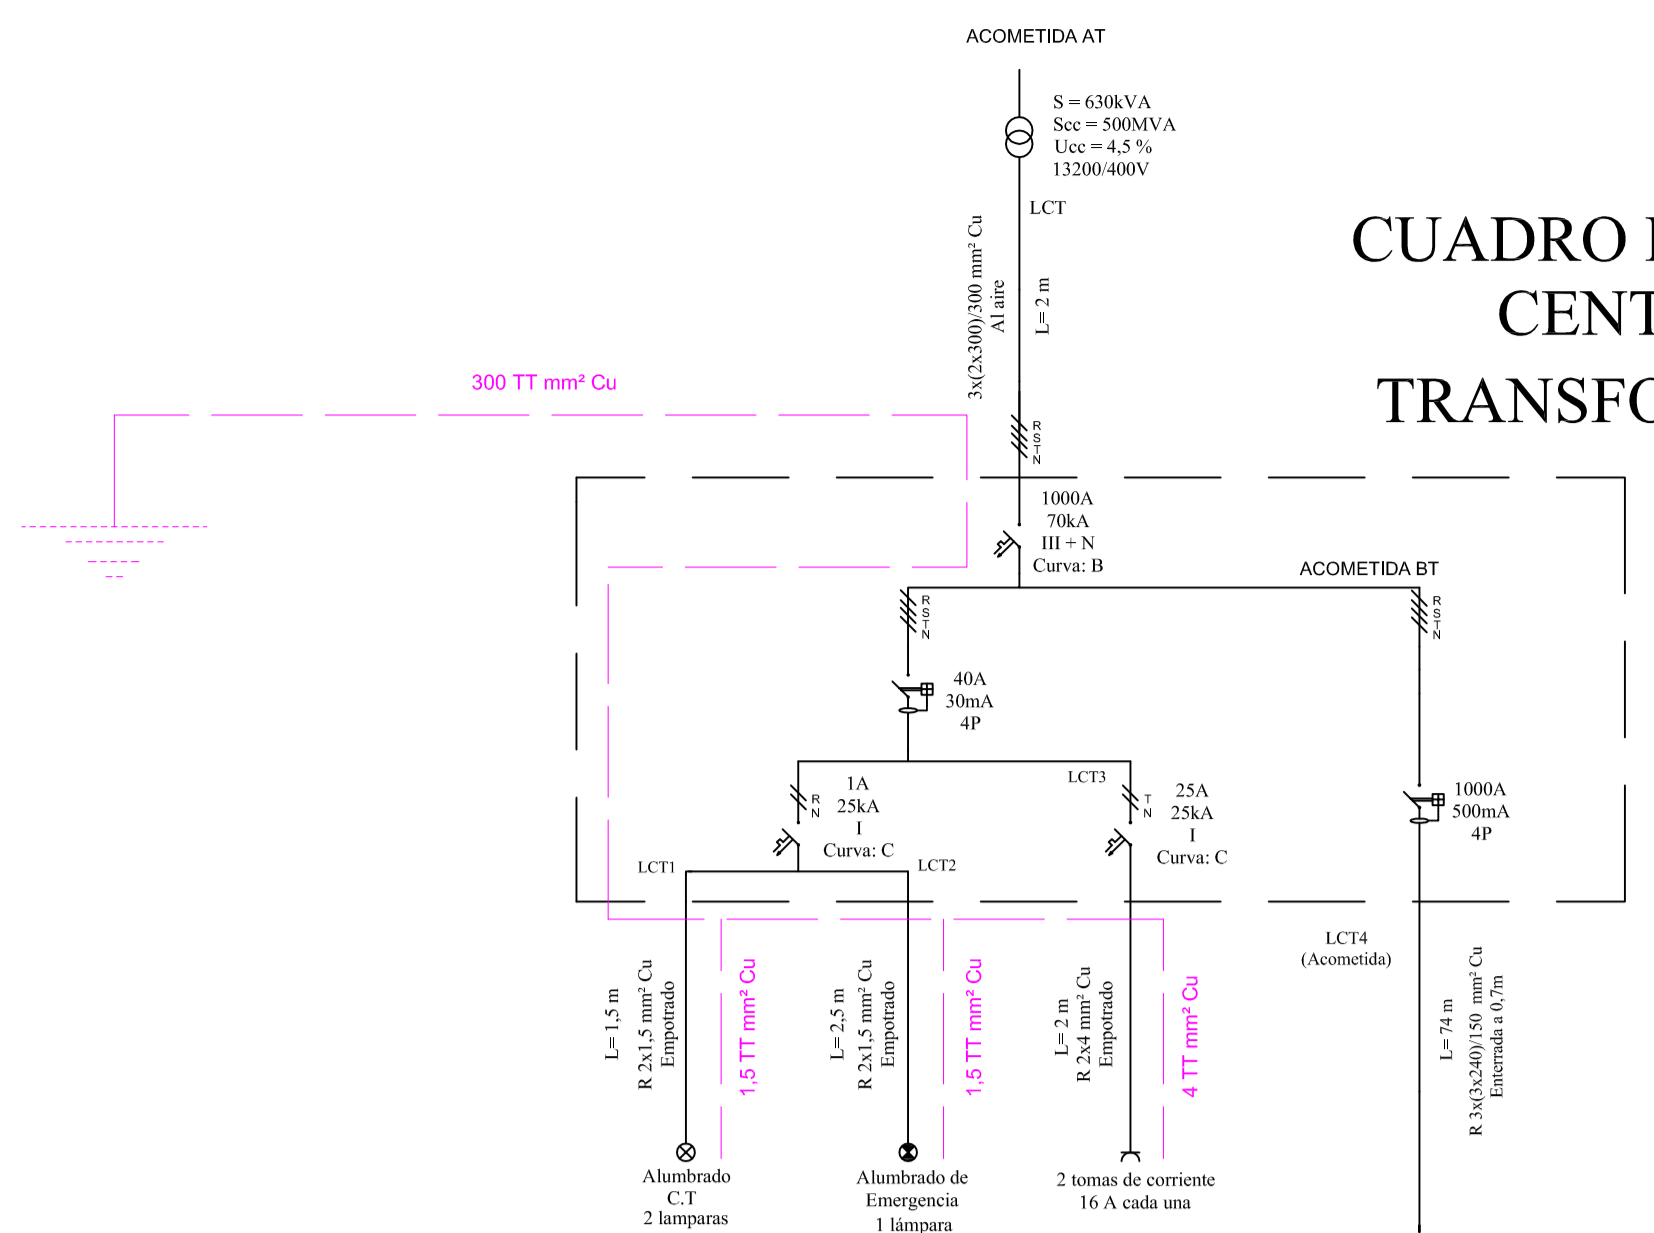 ACOMETIDA AT
S = 630kVA
Scc = 500MVA
Ucc = 4,5 %
13200/400V
LCT
3x(2x300)/300 mm² Cu
Al aire
L= 2 m
CUADRO
CENT
TRANSFO
300 TT mm² Cu
R
S
T
N
1000A
70kA
III + N
Curva: B
ACOMETIDA BT
R
S
T
N
R
S
T
N
40A
30mA
4P
LCT3
1A
25kA
I
Curva: C
R
N
T
N
25A
25kA
I
Curva: C
1000A
500mA
4P
LCT1
LCT2
LCT4
(Acometida)
L= 1,5 m
R 2x1,5 mm² Cu
Empotrado
1,5 TT mm² Cu
L= 2,5 m
R 2x1,5 mm² Cu
Empotrado
1,5 TT mm² Cu
L= 2 m
R 2x4 mm² Cu
Empotrado
4 TT mm² Cu
L= 74 m
R 3x(3x240)/150 mm² Cu
Enterrada a 0,7m
Alumbrado
C.T
2 lamparas
Alumbrado de
Emergencia
1 lámpara
2 tomas de corriente
16 A cada una